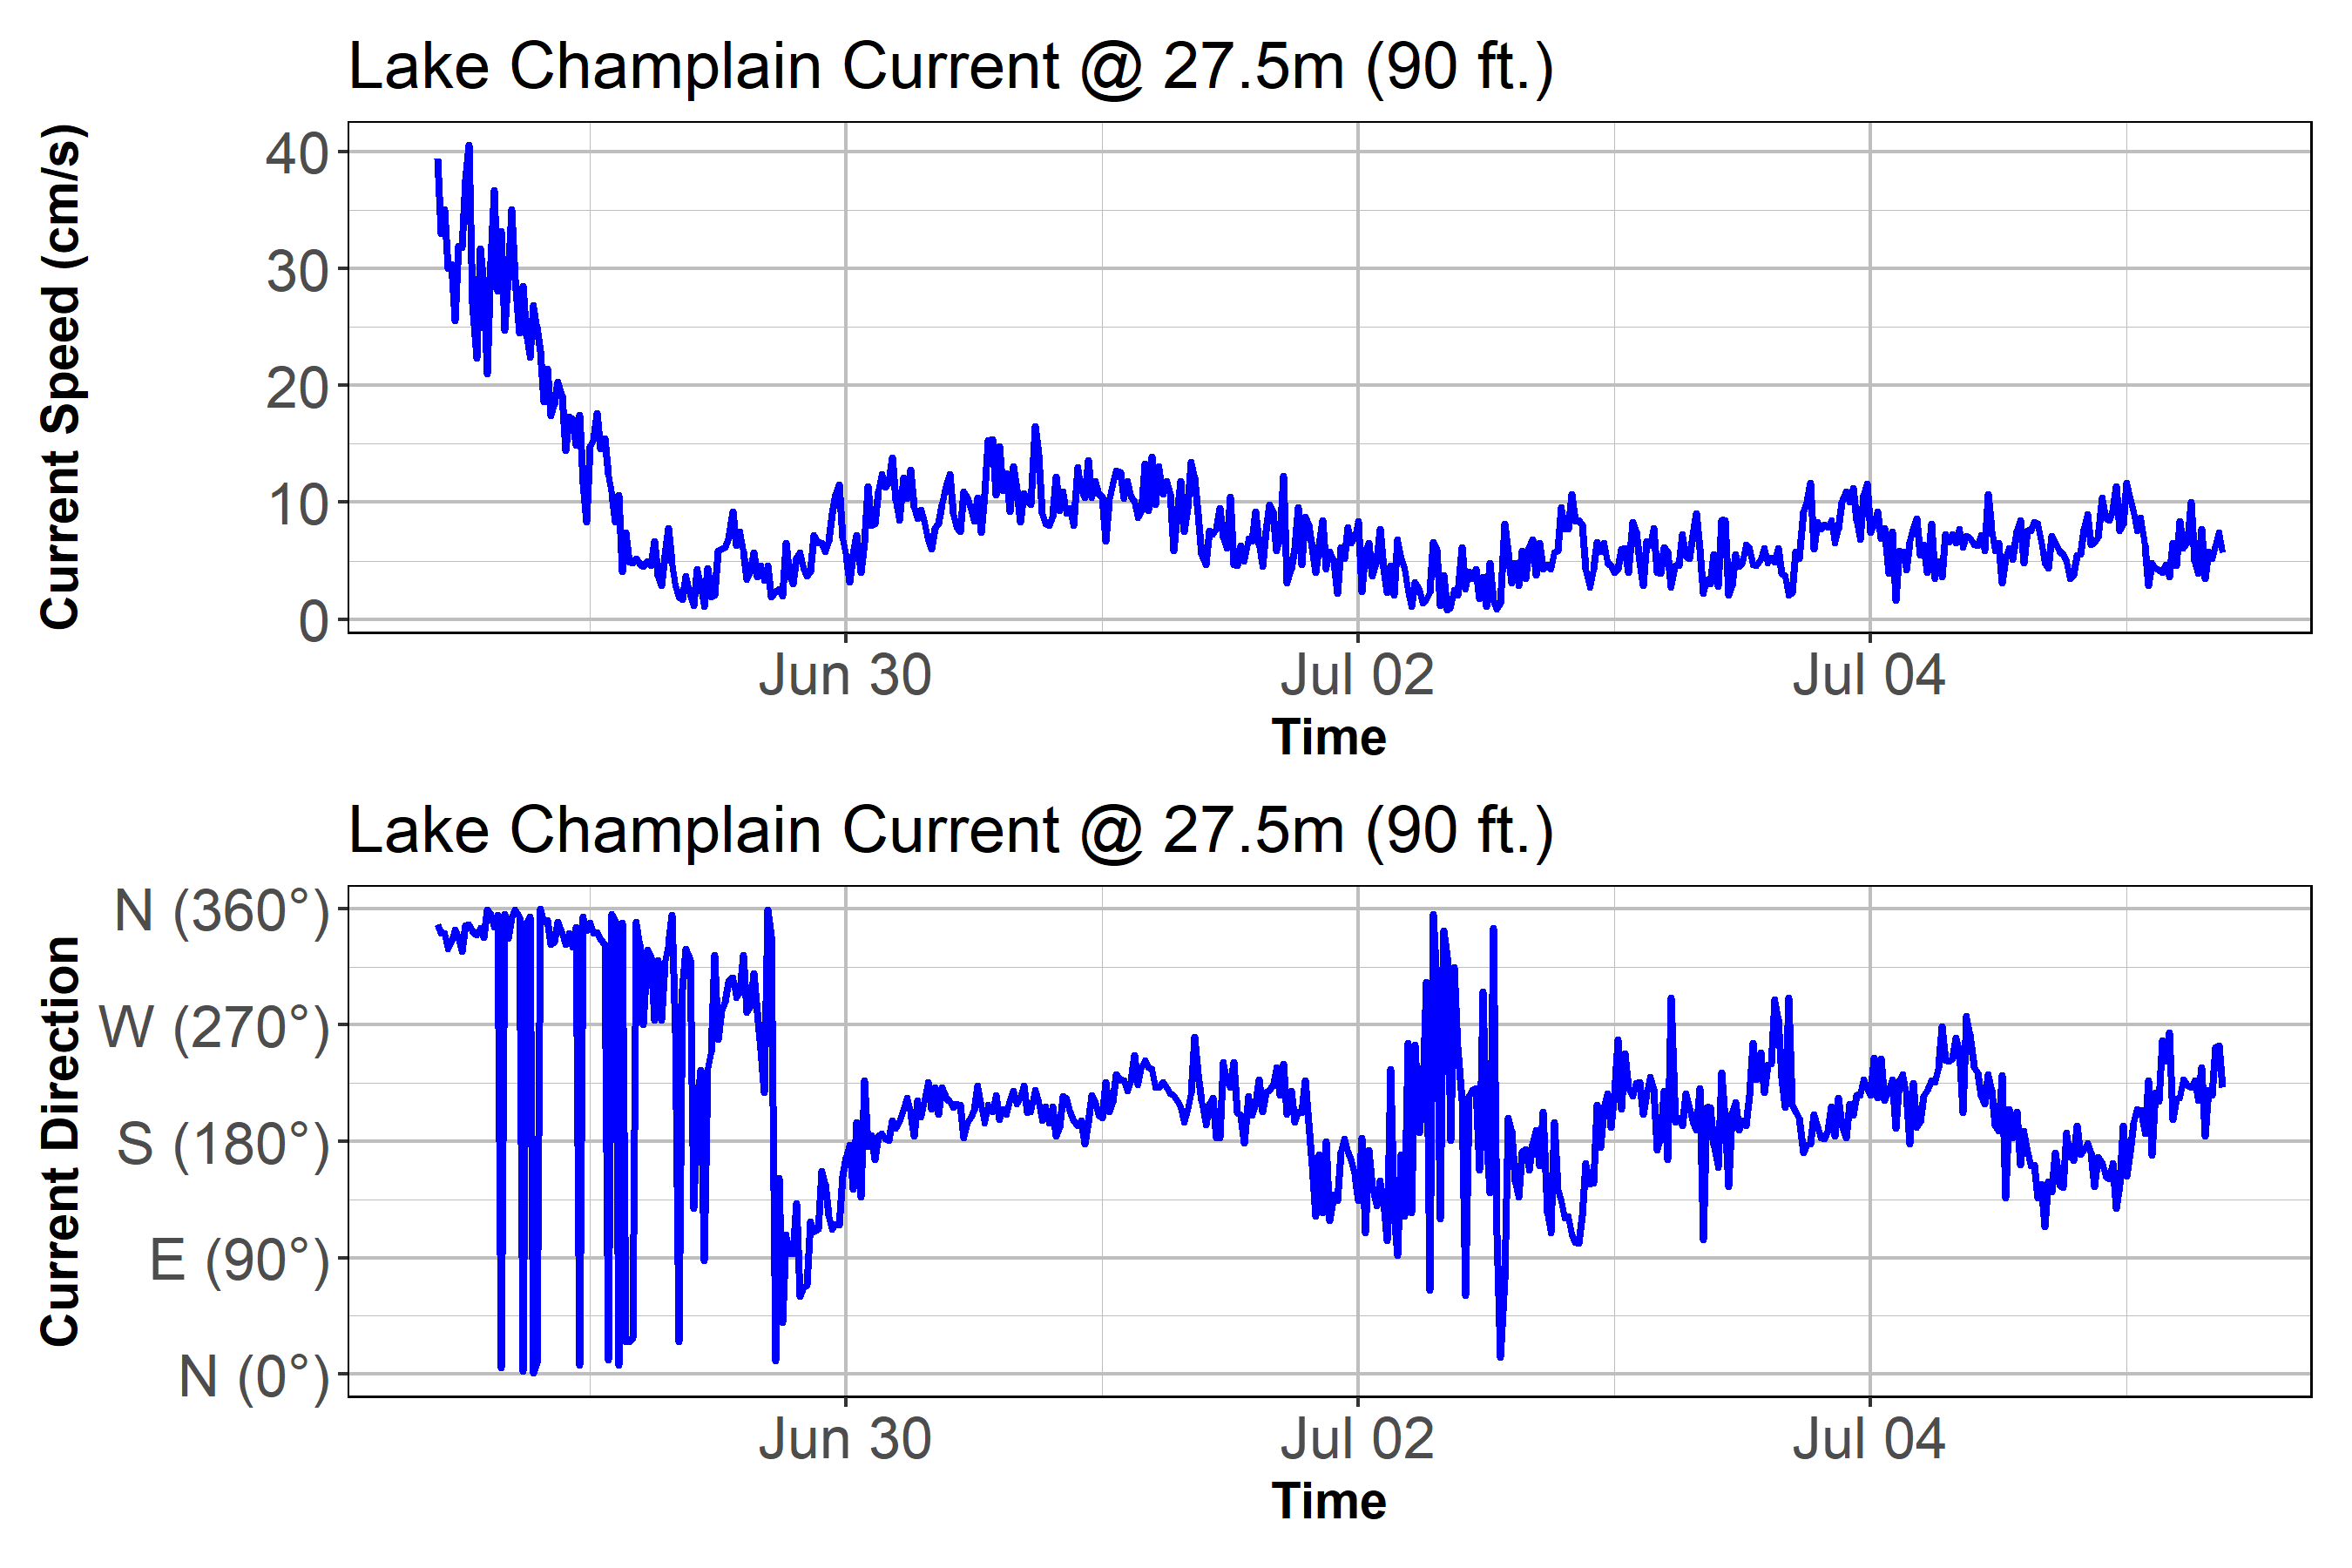 Lake Champlain Current @ 27.5m (90 ft.)
Current Speed (cm/s)
40
30
20
10
0
Jun 30
Jul 02
Jul 04
Time
Lake Champlain Current @ 27.5m (90 ft.)
Current Direction
N (360°)
W (270°)
S (180°)
E (90°)
N (0°)
Jun 30
Jul 02
Jul 04
Time